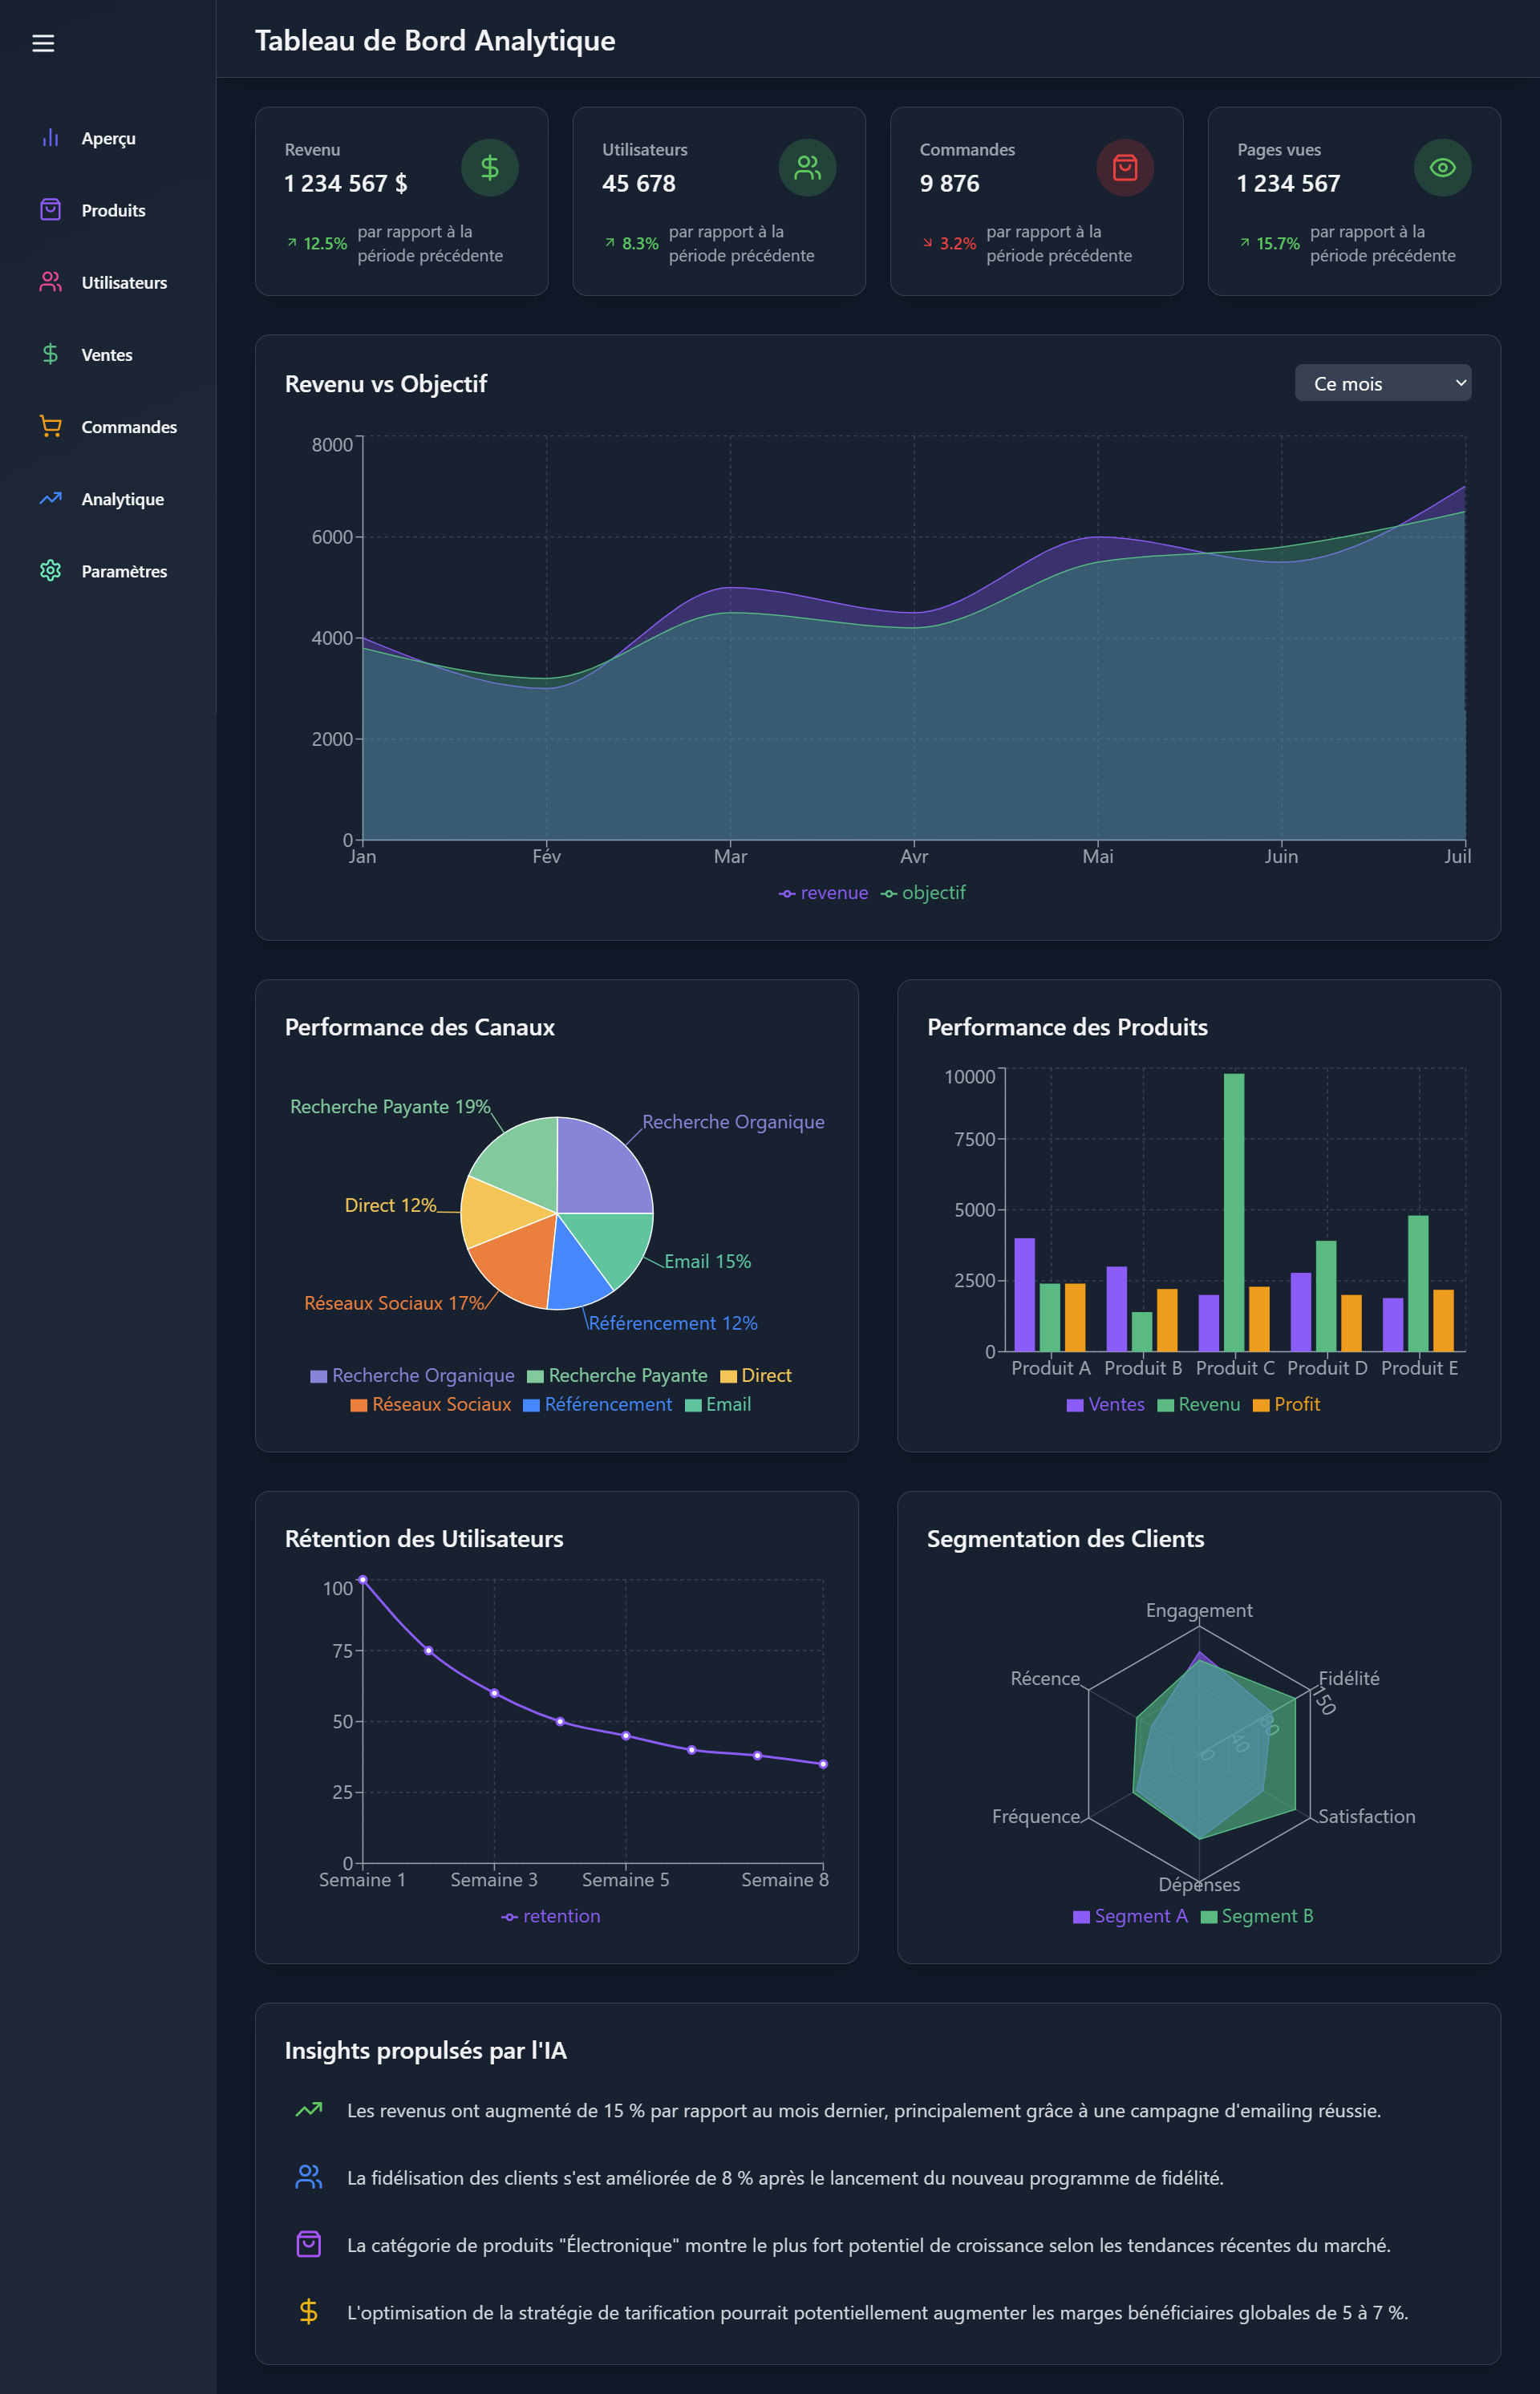 Tableau de Bord Analytique
Aperçu
Produits
Utilisateurs
Ventes
Commandes
Analytique
Paramètres
Revenu
1 234 567 $
12.5%
par rapport à la
période précédente
Utilisateurs
45 678
8.3%
par rapport à la
période précédente
Commandes
9 876
3.2%
par rapport à la
période précédente
Pages vues
1 234 567
15.7%
par rapport à la
période précédente
Revenu vs Objectif
Ce mois
8000
6000
4000
2000
0
Jan Fév Mar Avr Mai Juin Juil
revenue objectif
Performance des Canaux
Recherche Payante 19%
Recherche Organique
Direct 12%
Email 15%
Réseaux Sociaux 17%
Référencement 12%
Recherche Organique Recherche Payante Direct
Réseaux Sociaux Référencement Email
Performance des Produits
10000
7500
5000
2500
0
Produit A Produit B Produit C Produit D Produit E
Ventes Revenu Profit
Rétention des Utilisateurs
100
75
50
25
0
Semaine 1 Semaine 3 Semaine 5 Semaine 8
retention
Segmentation des Clients
Engagement
Récence
Fidélité
150
80
40
0
Fréquence
Satisfaction
Dépenses
Segment A Segment B
Insights propulsés par l'IA
Les revenus ont augmenté de 15 % par rapport au mois dernier, principalement grâce à une campagne d'emailing réussie.
La fidélisation des clients s'est améliorée de 8 % après le lancement du nouveau programme de fidélité.
La catégorie de produits "Électronique" montre le plus fort potentiel de croissance selon les tendances récentes du marché.
L'optimisation de la stratégie de tarification pourrait potentiellement augmenter les marges bénéficiaires globales de 5 à 7 %.